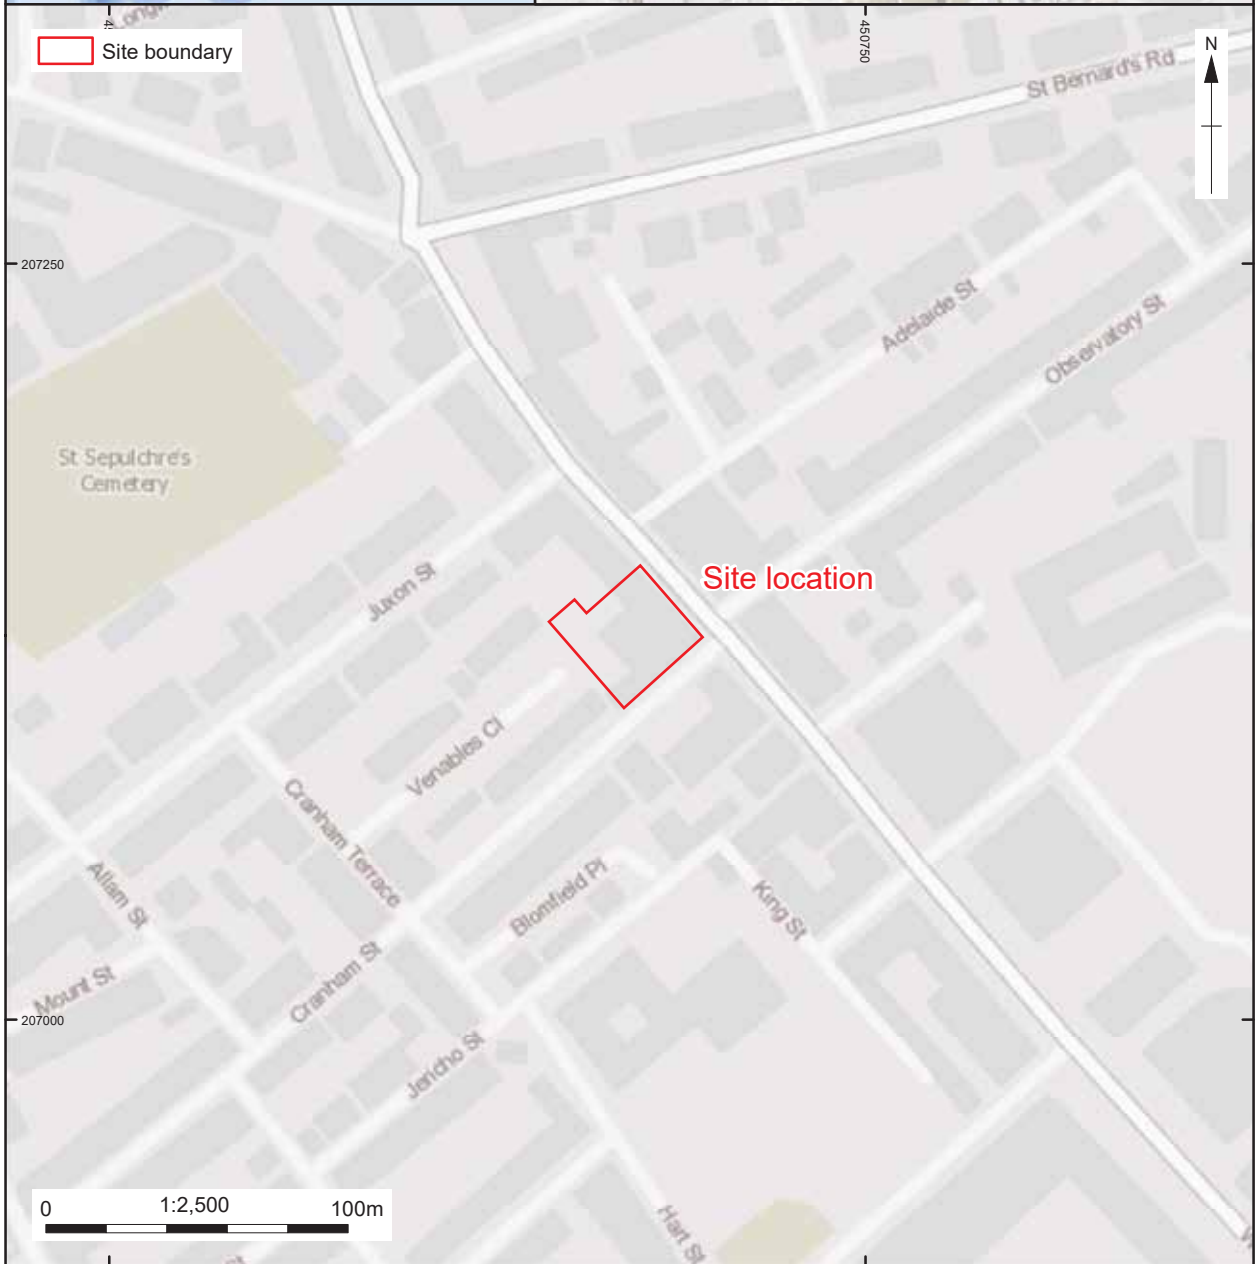 Site boundary
450750
N
St Bernard's Rd
207250
Adelaide St
Observatory St
St Sepulchre's
Cemetery
Juxon St
Site location
Venables Cl
Cranham Terrace
Allam St
Blomfield Pl
King St
Mount St
Cranham St
207000
Jericho St
Hart St
0 1:2,500 100m